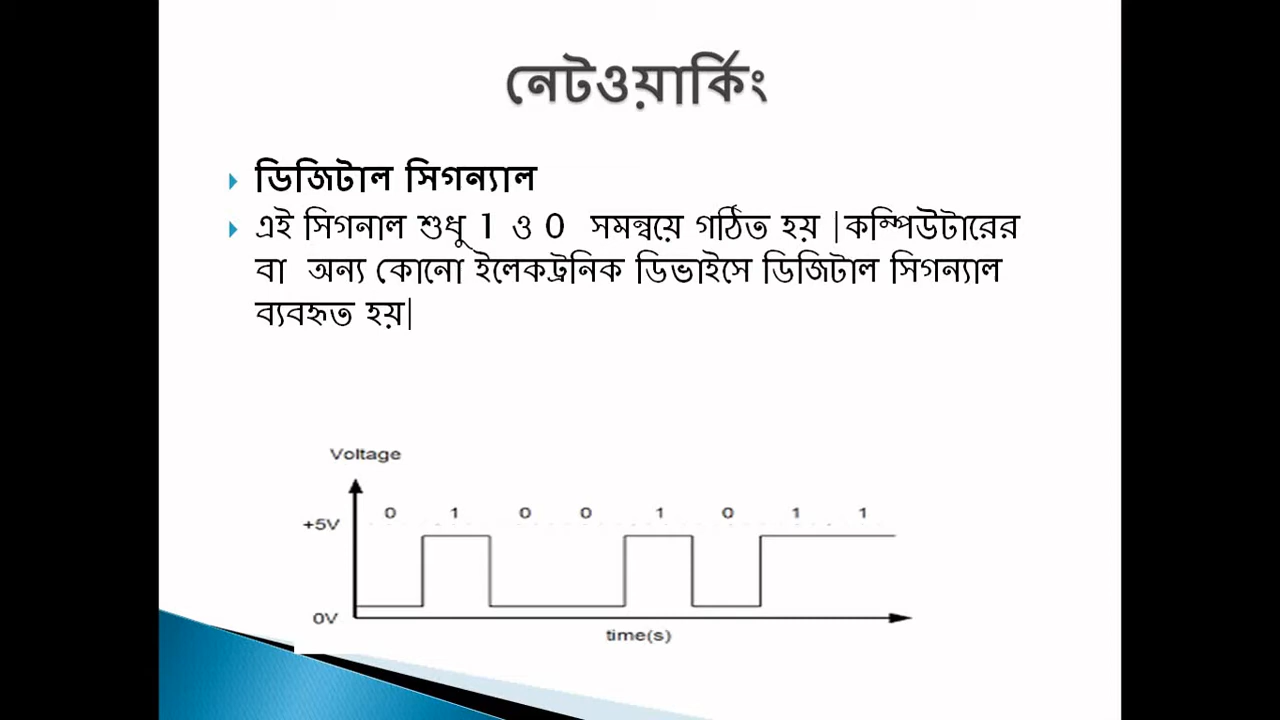 নেটওয়ার্কিং
ডিজিটাল সিগন্যাল
এই সিগনাল শুধু 1 ও 0 সমন্বয়ে গঠিত হয় |কম্পিউটারের
বা অন্য কোনো ইলেকট্রনিক ডিভাইসে ডিজিটাল সিগন্যাল
ব্যবহৃত হয়|
Voltage
0 1 0 0 1 0 1 1
+5V
0V
time(s)